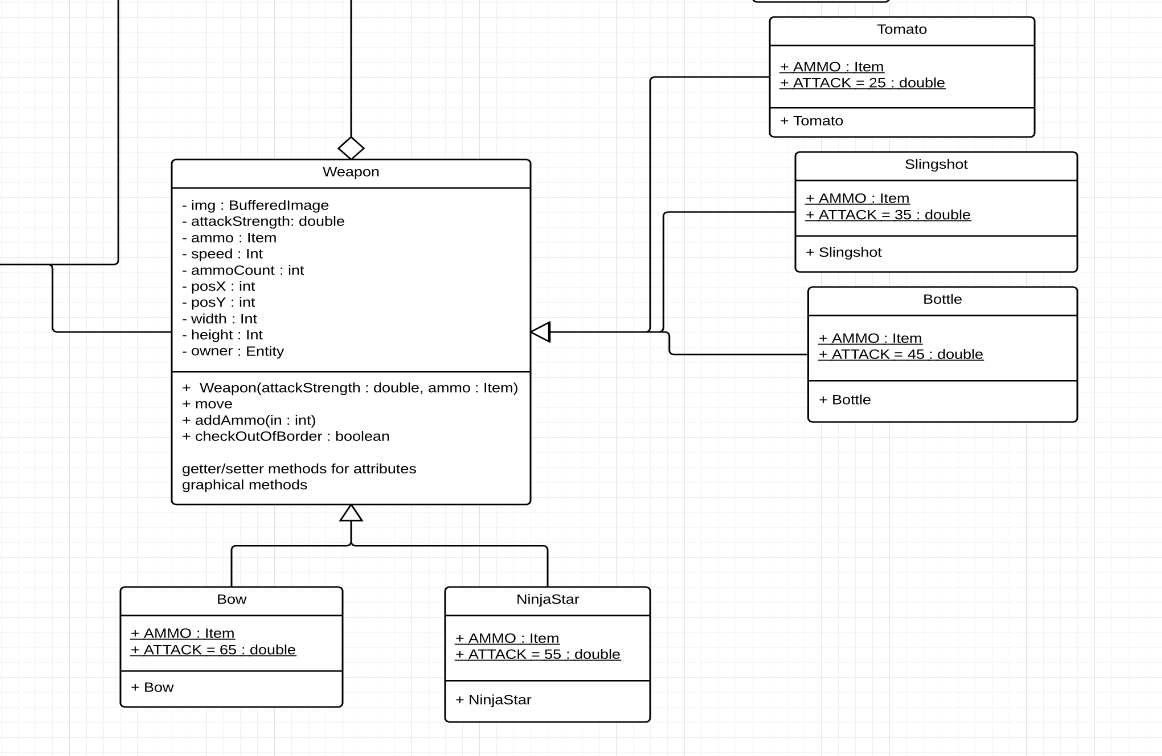 Tomato
+ AMMO : Item
+ ATTACK = 25 : double
+ Tomato
Weapon
- img : BufferedImage
- attackStrength: double
- ammo : Item
- speed : Int
- ammoCount : int
- posX : int
- posY : int
- width : Int
- height : Int
- owner : Entity
+  Weapon(attackStrength : double, ammo : Item)
+ move
+ addAmmo(in : int)
+ checkOutOfBorder : boolean
getter/setter methods for attributes
graphical methods
Slingshot
+ AMMO : Item
+ ATTACK = 35 : double
+ Slingshot
Bottle
+ AMMO : Item
+ ATTACK = 45 : double
+ Bottle
Bow
+ AMMO : Item
+ ATTACK = 65 : double
+ Bow
NinjaStar
+ AMMO : Item
+ ATTACK = 55 : double
+ NinjaStar